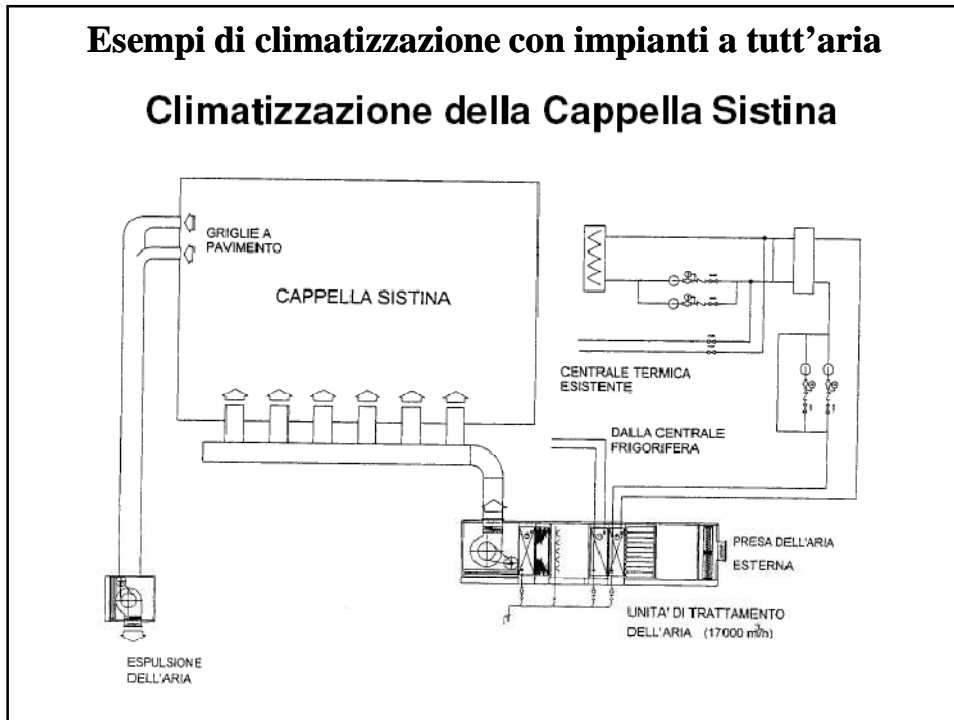 Esempi di climatizzazione con impianti a tutt’aria
Climatizzazione della Cappella Sistina
GRIGLIE A
PAVIMENTO
CAPPELLA SISTINA
CENTRALE TERMICA
ESISTENTE
DALLA CENTRALE
FRIGORIFERA
PRESA DELL'ARIA
ESTERNA
UNITA' DI TRATTAMENTO
DELL'ARIA (17000 m³/h)
ESPULSIONE
DELL'ARIA